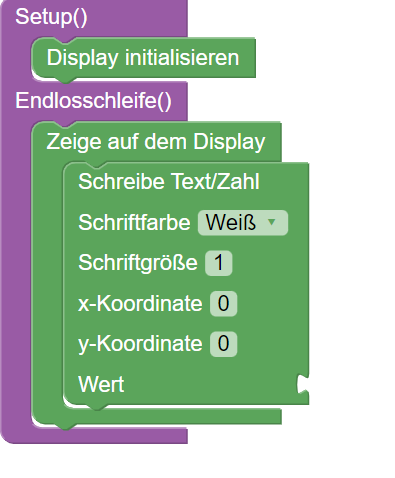 Setup()
Display initialisieren
Endlosschleife()
Zeige auf dem Display
Schreibe Text/Zahl
Schriftfarbe Weiß
Schriftgröße 1
x-Koordinate 0
y-Koordinate 0
Wert